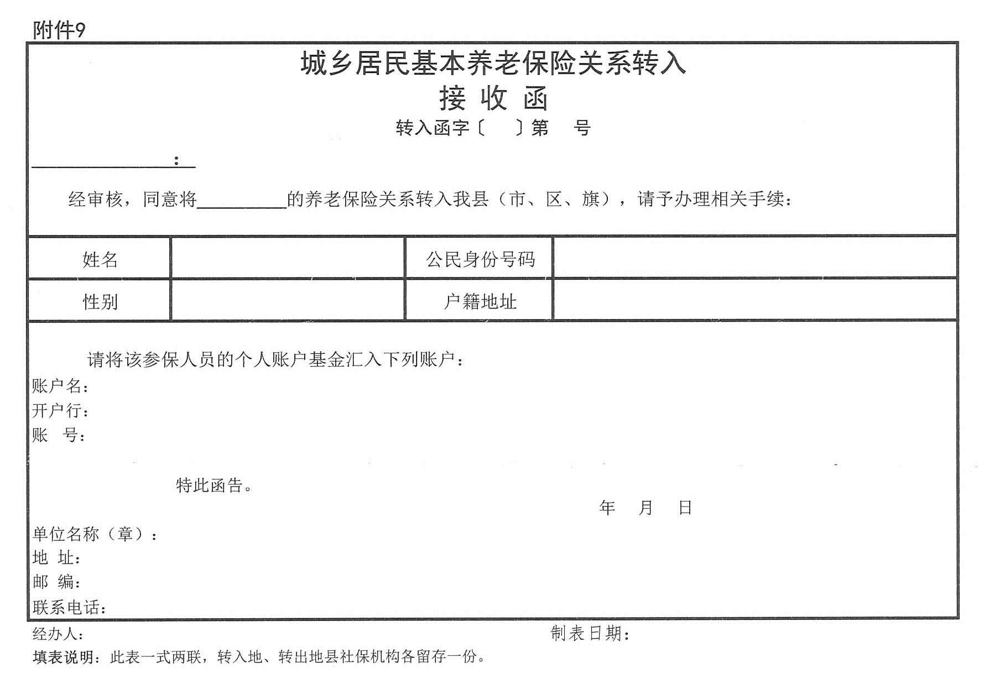 附件9
城乡居民基本养老保险关系转入
接 收 函
转入函字〔　〕第　号
＿＿＿＿＿＿＿＿：
经审核，同意将＿＿＿＿＿的养老保险关系转入我县（市、区、旗），请予办理相关手续：
姓名　公民身份号码
性别　户籍地址
请将该参保人员的个人账户基金汇入下列账户：
账户名：
开户行：
账　号：
特此函告。
年　月　日
单位名称（章）：
地 址：
邮 编：
联系电话：
经办人：　制表日期：
填表说明：此表一式两联，转入地、转出地县社保机构各留存一份。